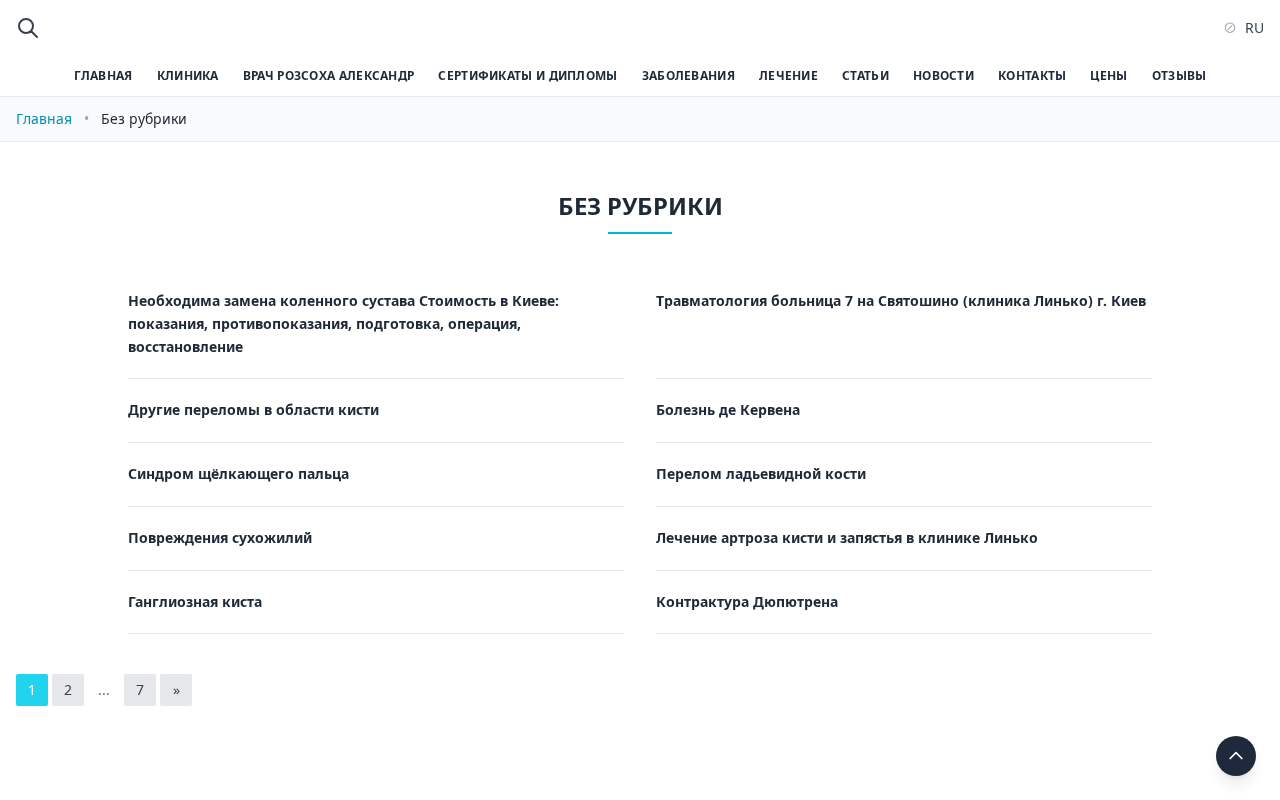 RU
ГЛАВНАЯ КЛИНИКА ВРАЧ РОЗСОХА АЛЕКСАНДР СЕРТИФИКАТЫ И ДИПЛОМЫ ЗАБОЛЕВАНИЯ ЛЕЧЕНИЕ СТАТЬИ НОВОСТИ КОНТАКТЫ ЦЕНЫ ОТЗЫВЫ
Главная • Без рубрики
БЕЗ РУБРИКИ
Необходима замена коленного сустава Стоимость в Киеве:
показания, противопоказания, подготовка, операция,
восстановление
Травматология больница 7 на Святошино (клиника Линько) г. Киев
Другие переломы в области кисти
Болезнь де Кервена
Синдром щёлкающего пальца
Перелом ладьевидной кости
Повреждения сухожилий
Лечение артроза кисти и запястья в клинике Линько
Ганглиозная киста
Контрактура Дюпютрена
1 2 ... 7 »